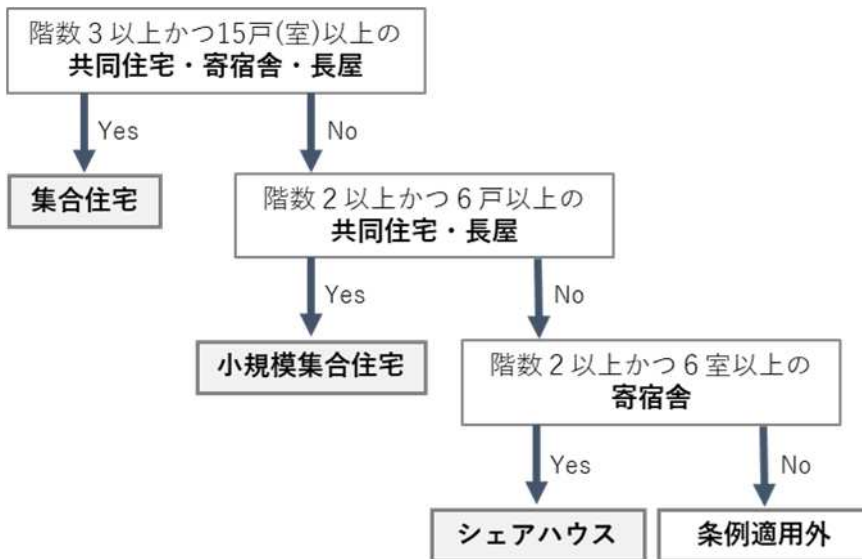 階数３以上かつ15戸(室)以上の
共同住宅・寄宿舎・長屋
Yes
No
集合住宅
階数２以上かつ６戸以上の
共同住宅・長屋
Yes
No
小規模集合住宅
階数２以上かつ６室以上の
寄宿舎
Yes
No
シェアハウス
条例適用外